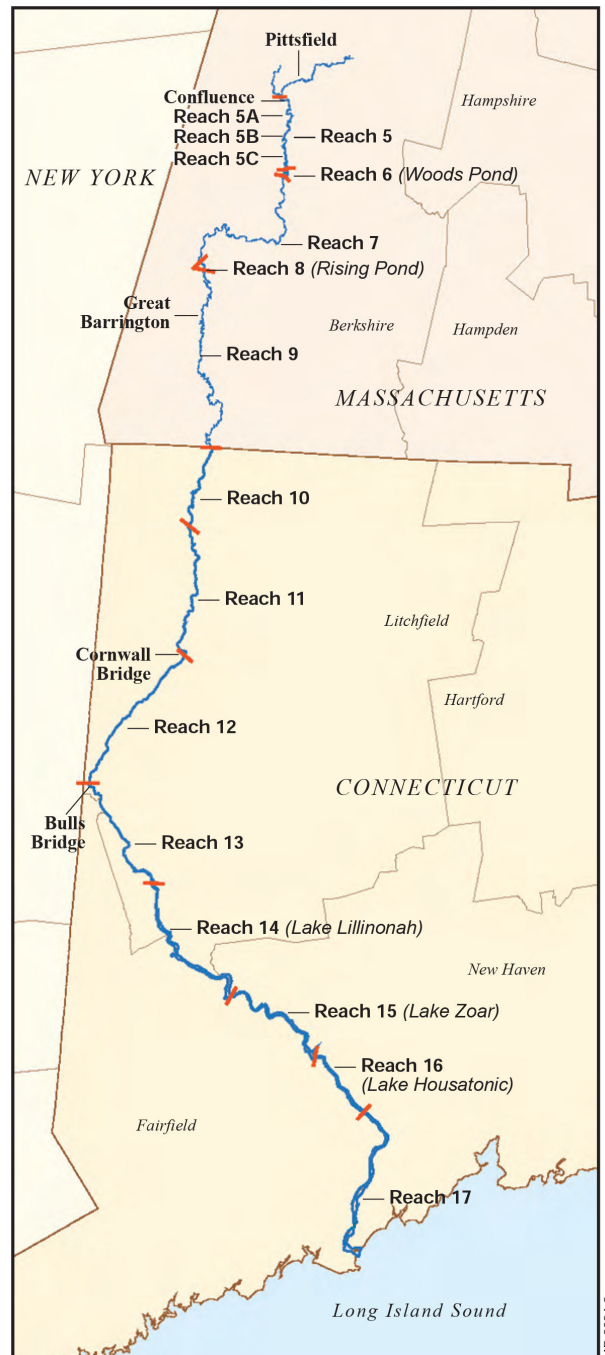 Pittsfield
Confluence
Hampshire
Reach 5A
Reach 5B
Reach 5
Reach 5C
NEW YORK
Reach 6 (Woods Pond)
Reach 7
Reach 8 (Rising Pond)
Great
Barrington
Berkshire
Hampden
Reach 9
MASSACHUSETTS
Reach 10
Reach 11
Litchfield
Cornwall
Bridge
Hartford
Reach 12
CONNECTICUT
Bulls
Bridge
Reach 13
Reach 14 (Lake Lillinonah)
New Haven
Reach 15 (Lake Zoar)
Reach 16
(Lake Housatonic)
Fairfield
Reach 17
Long Island Sound